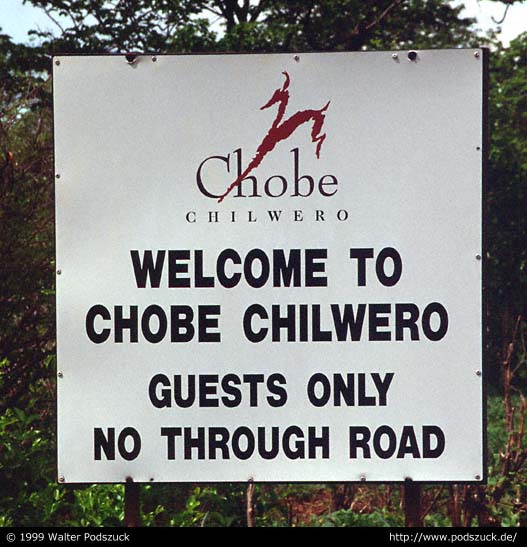 Chobe
CHILWERO
WELCOME TO
CHOBE CHILWERO
GUESTS ONLY
NO THROUGH ROAD
© 1999 Walter Podszuck http://www.podszuck.de/